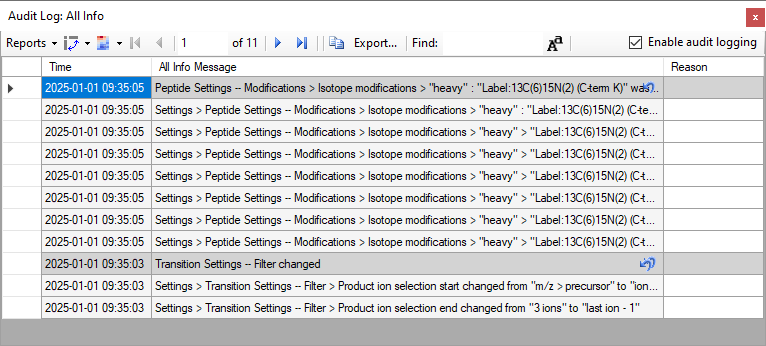 Audit Log: All Info
Reports 1 of 11 Export... Find: Enable audit logging
Time All Info Message Reason
2025-01-01 09:35:05 Peptide Settings -- Modifications > Isotope modifications > "heavy" : "Label:13C(6)15N(2) (C-term K)" was...
2025-01-01 09:35:05 Settings > Peptide Settings -- Modifications > Isotope modifications > "heavy" : "Label:13C(6)15N(2) (C-te...
2025-01-01 09:35:05 Settings > Peptide Settings -- Modifications > Isotope modifications > "heavy" > "Label:13C(6)15N(2) (C-t...
2025-01-01 09:35:05 Settings > Peptide Settings -- Modifications > Isotope modifications > "heavy" > "Label:13C(6)15N(2) (C-t...
2025-01-01 09:35:05 Settings > Peptide Settings -- Modifications > Isotope modifications > "heavy" > "Label:13C(6)15N(2) (C-t...
2025-01-01 09:35:05 Settings > Peptide Settings -- Modifications > Isotope modifications > "heavy" > "Label:13C(6)15N(2) (C-t...
2025-01-01 09:35:05 Settings > Peptide Settings -- Modifications > Isotope modifications > "heavy" > "Label:13C(6)15N(2) (C-t...
2025-01-01 09:35:05 Settings > Peptide Settings -- Modifications > Isotope modifications > "heavy" > "Label:13C(6)15N(2) (C-t...
2025-01-01 09:35:03 Transition Settings -- Filter changed
2025-01-01 09:35:03 Settings > Transition Settings -- Filter > Product ion selection start changed from "m/z > precursor" to "ion...
2025-01-01 09:35:03 Settings > Transition Settings -- Filter > Product ion selection end changed from "3 ions" to "last ion - 1"